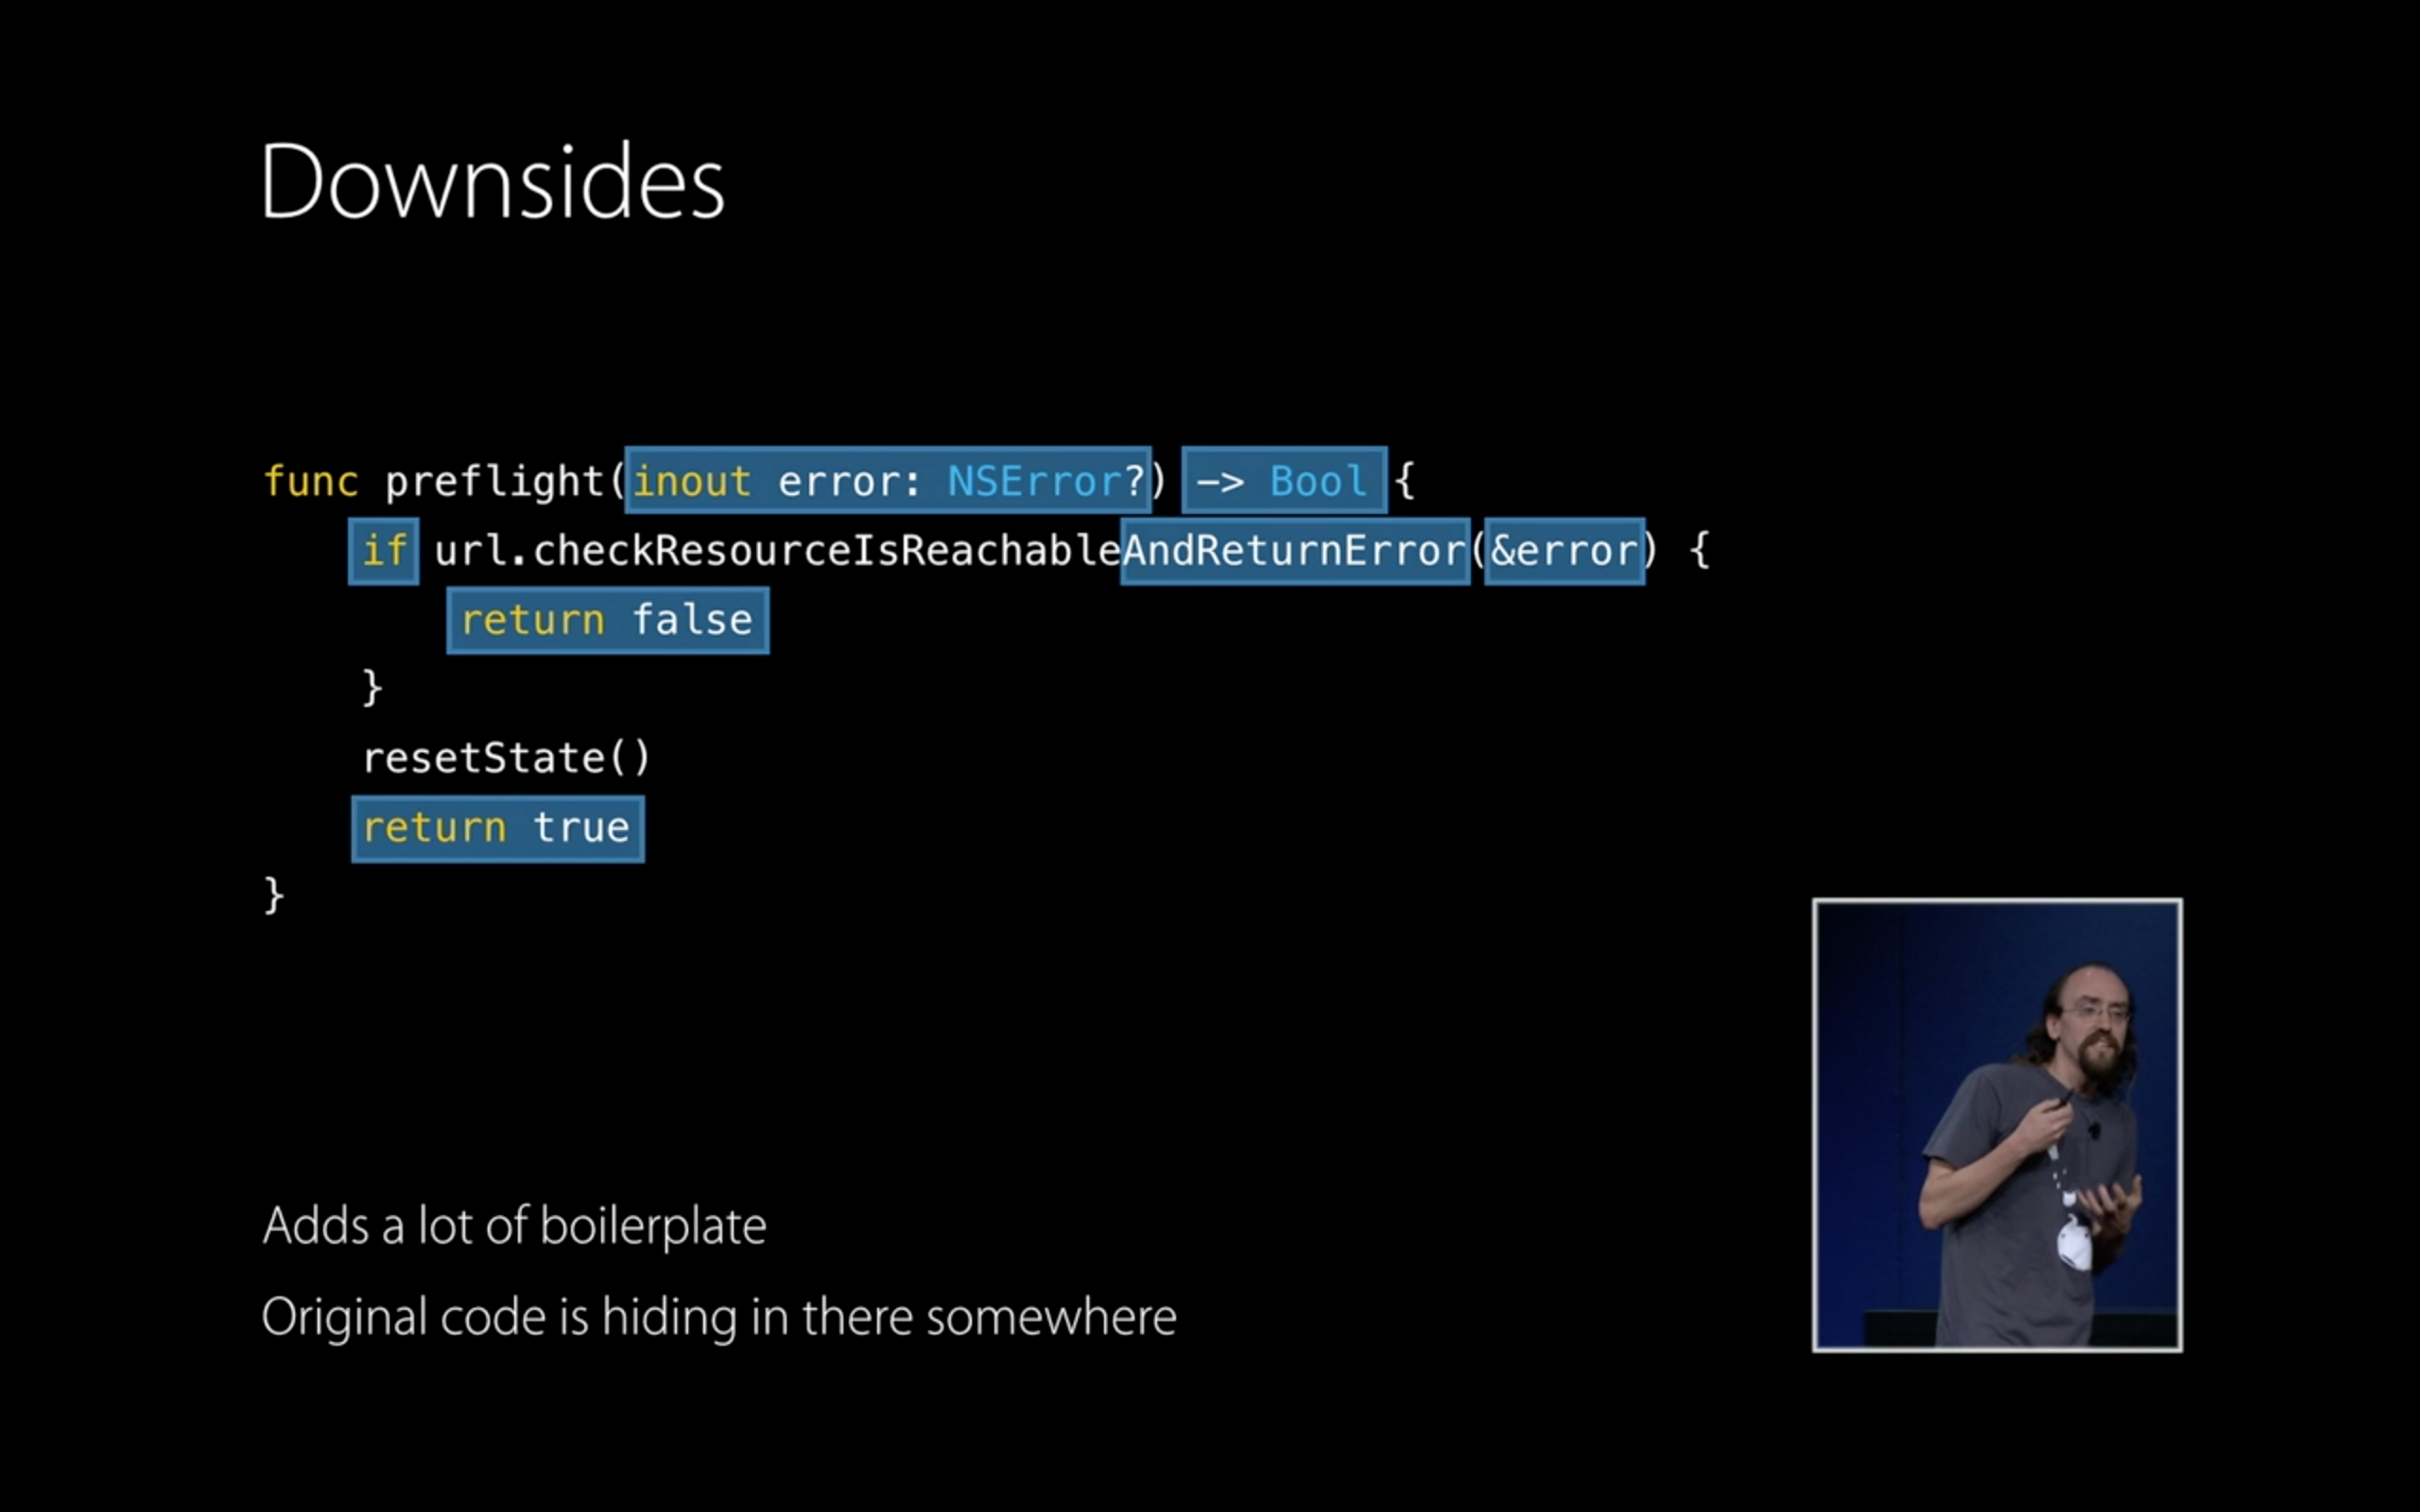 Downsides
func preflight(inout error: NSError?) -> Bool {
    if url.checkResourceIsReachableAndReturnError(&error) {
        return false
    }
    resetState()
    return true
}
Adds a lot of boilerplate
Original code is hiding in there somewhere